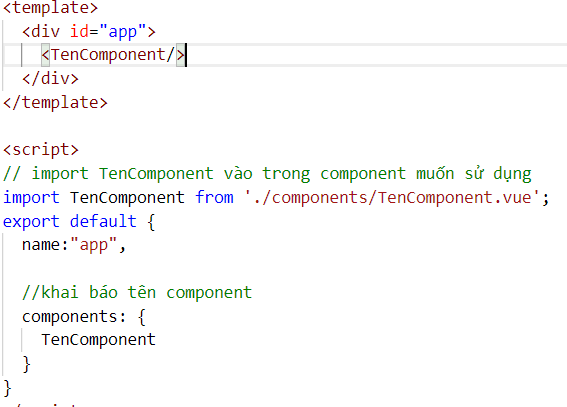 <template>
<div id="app">
<TenComponent/>
</div>
</template>
<script>
// import TenComponent vào trong component muốn sử dụng
import TenComponent from './components/TenComponent.vue';
export default {
name:"app",
//khai báo tên component
components: {
TenComponent
}
}